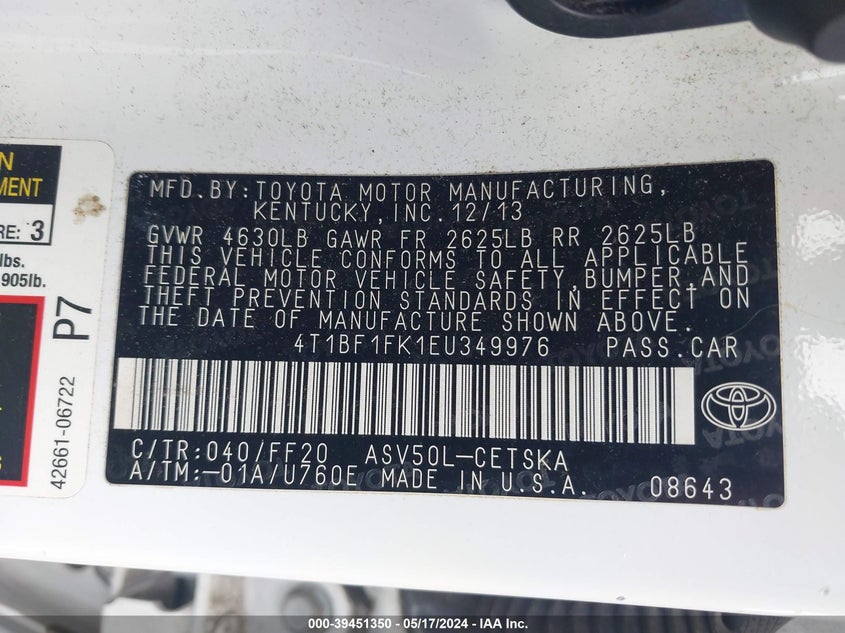 N
MENT
RE: 3
lbs.
905lb.
P7
42661-06722
MFD.BY:TOYOTA MOTOR MANUFACTURING,
KENTUCKY,INC.12/13
GVWR 4630LB GAWR FR 2625LB RR 2625LB
THIS VEHICLE CONFORMS TO ALL APPLICABLE
FEDERAL MOTOR VEHICLE SAFETY,BUMPER,AND
THEFT PREVENTION STANDARDS IN EFFECT ON
THE DATE OF MANUFACTURE SHOWN ABOVE.
4T1BF1FK1EU349976 PASS.CAR
C/TR:040/FF20 ASV50L-CETSKA
A/TM:-01A/U760E MADE IN U.S.A. 08643
000-39451350 - 05/17/2024 - IAA Inc.